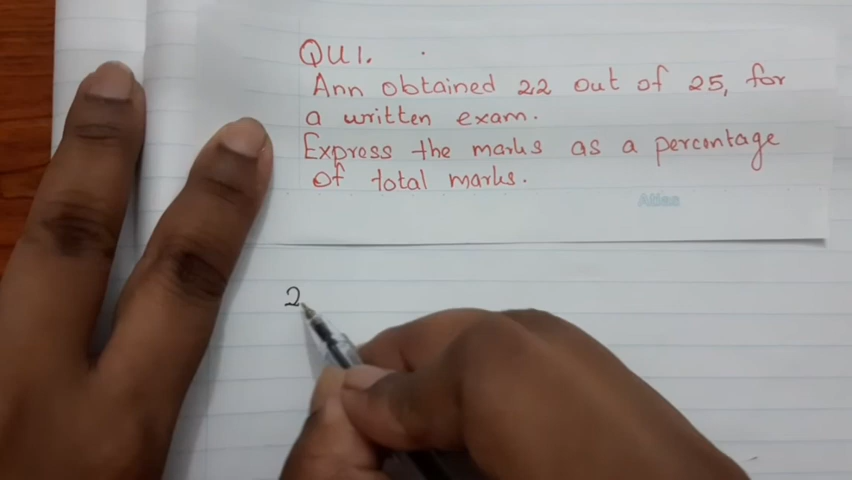 QU1.
Ann obtained 22 out of 25, for
a written exam.
Express the marks as a percentage
of total marks.
Atlas
2